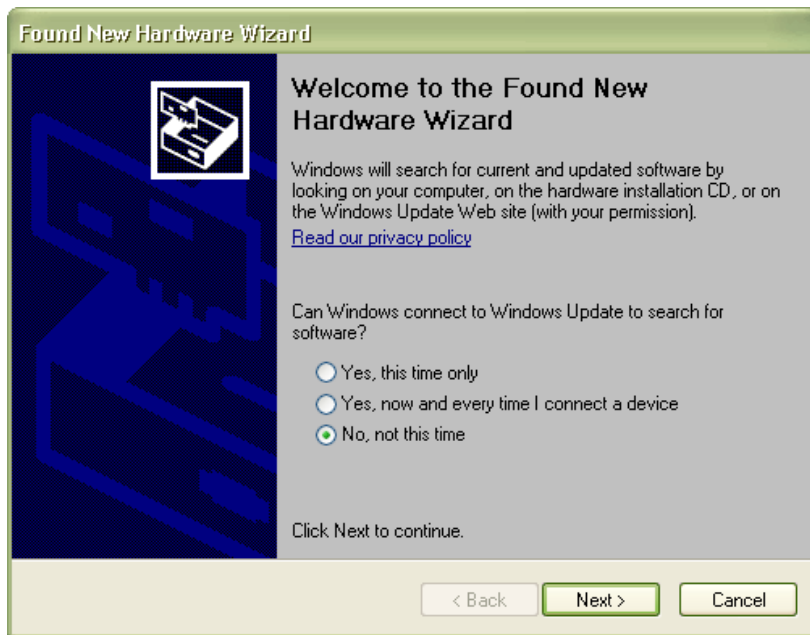 Found New Hardware Wizard
Welcome to the Found New
Hardware Wizard
Windows will search for current and updated software by
looking on your computer, on the hardware installation CD, or on
the Windows Update Web site (with your permission).
Read our privacy policy
Can Windows connect to Windows Update to search for
software?
Yes, this time only
Yes, now and every time I connect a device
No, not this time
Click Next to continue.
< Back Next > Cancel